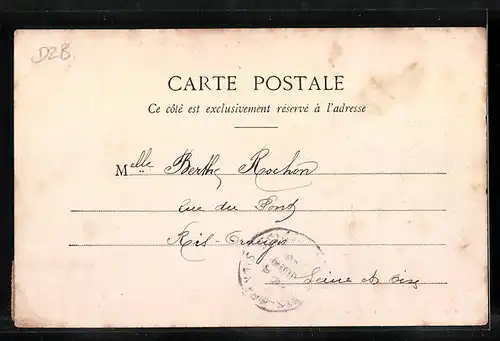 D28
CARTE POSTALE
Ce côté est exclusivement réservé à l'adresse
Melle Berthe Rochon
rue du Pont
Ris-Orangis
Seine & Oise